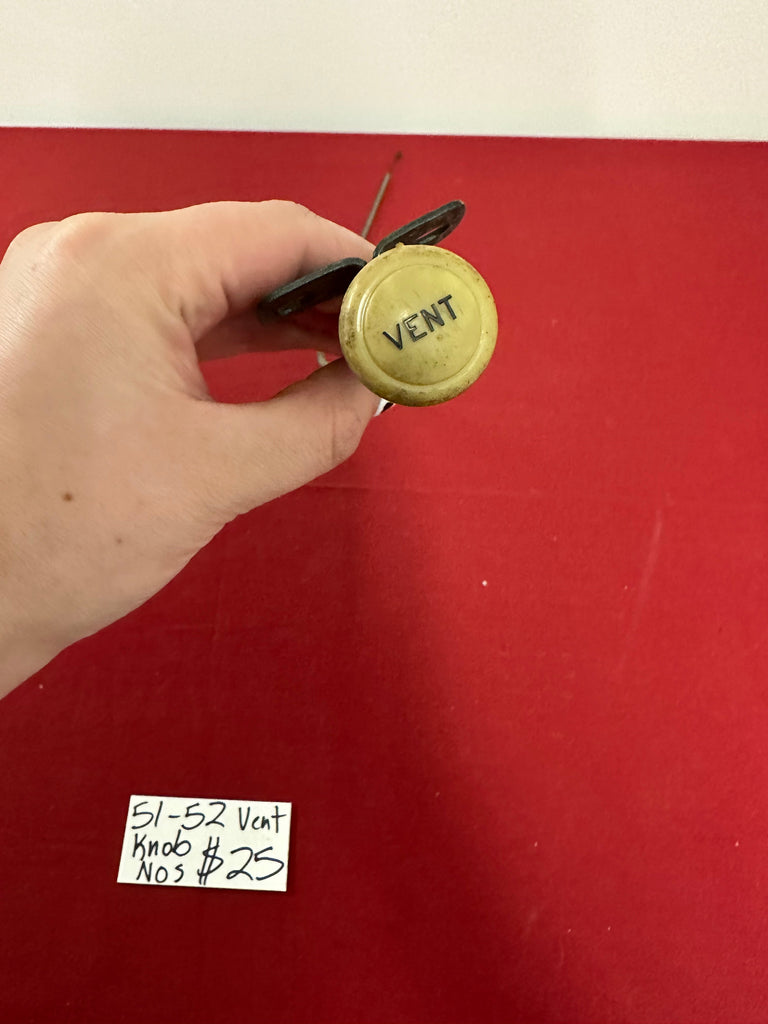 VENT
51-52 Vent
Knob $25
NOS